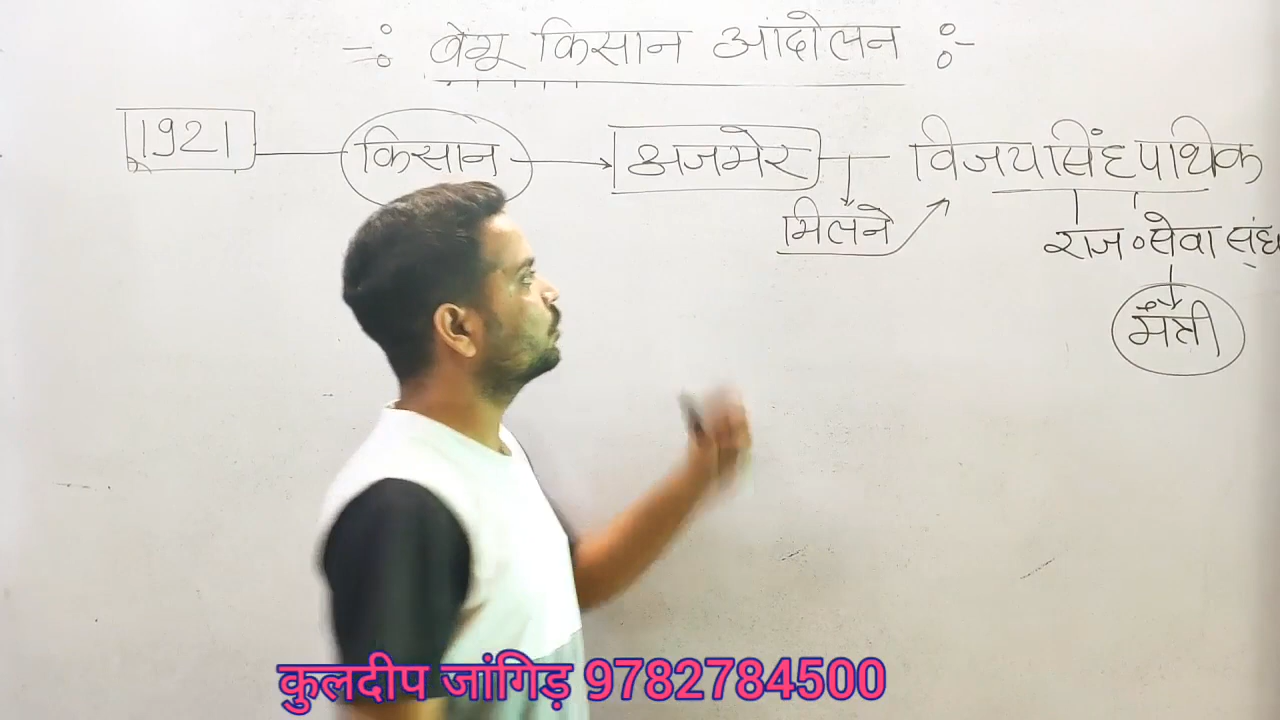 -: बेगू किसान आंदोलन :-
1921 किसान अजमेर विजयसिंह पथिक
मिलने
राज॰ सेवा संघ
मंत्री
कुलदीप जांगिड़ 9782784500